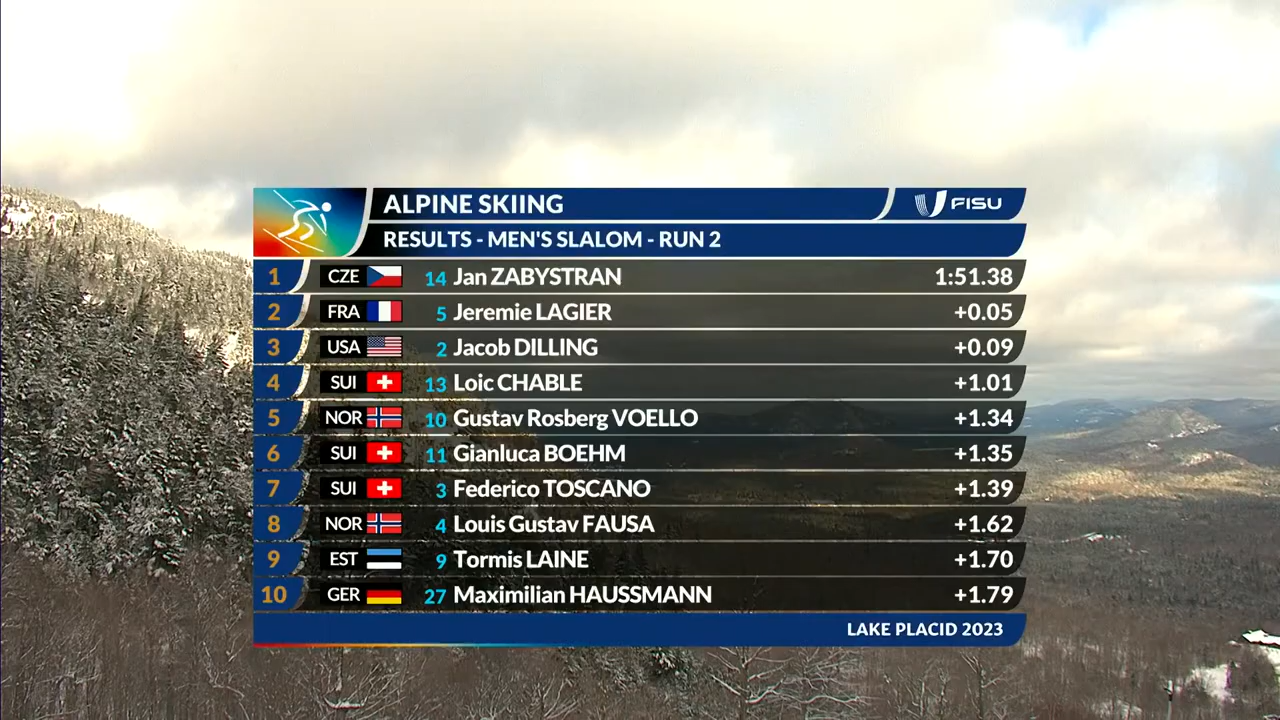 ALPINE SKIING FISU
RESULTS - MEN'S SLALOM - RUN 2
1 CZE 14 Jan ZABYSTRAN 1:51.38
2 FRA 5 Jeremie LAGIER +0.05
3 USA 2 Jacob DILLING +0.09
4 SUI 13 Loic CHABLE +1.01
5 NOR 10 Gustav Rosberg VOELLO +1.34
6 SUI 11 Gianluca BOEHM +1.35
7 SUI 3 Federico TOSCANO +1.39
8 NOR 4 Louis Gustav FAUSA +1.62
9 EST 9 Tormis LAINE +1.70
10 GER 27 Maximilian HAUSSMANN +1.79
LAKE PLACID 2023